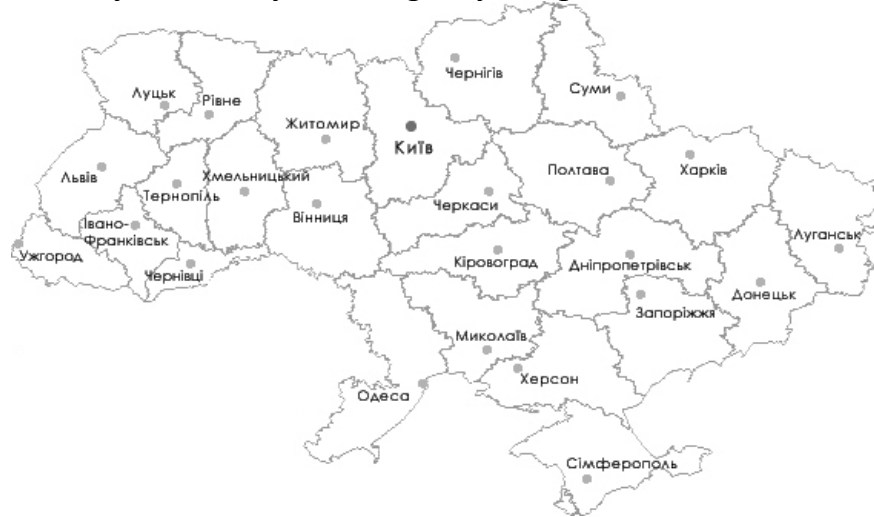 Чернігів
Луцьк
Рівне
Суми
Житомир
Київ
Львів
Тернопіль
Хмельницький
Вінниця
Черкаси
Полтава
Харків
Івано-
Франківськ
Ужгород
Чернівці
Кіровоград
Дніпропетрівськ
Луганськ
Донецьк
Запоріжжя
Миколаїв
Херсон
Одеса
Сімферополь